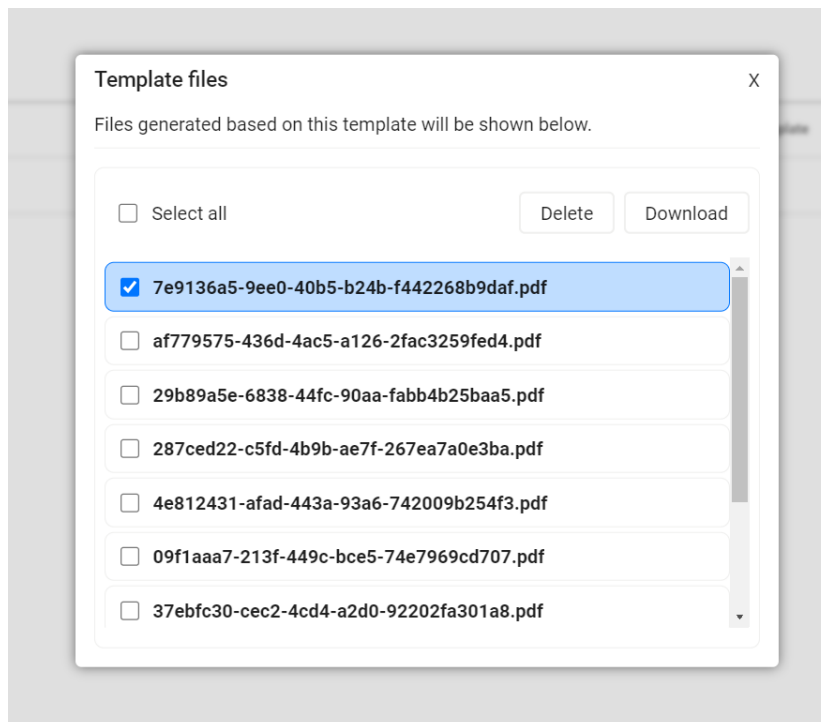 Template files
X
Files generated based on this template will be shown below.
Select all
Delete
Download
7e9136a5-9ee0-40b5-b24b-f442268b9daf.pdf
af779575-436d-4ac5-a126-2fac3259fed4.pdf
29b89a5e-6838-44fc-90aa-fabb4b25baa5.pdf
287ced22-c5fd-4b9b-ae7f-267ea7a0e3ba.pdf
4e812431-afad-443a-93a6-742009b254f3.pdf
09f1aaa7-213f-449c-bce5-74e7969cd707.pdf
37ebfc30-cec2-4cd4-a2d0-92202fa301a8.pdf